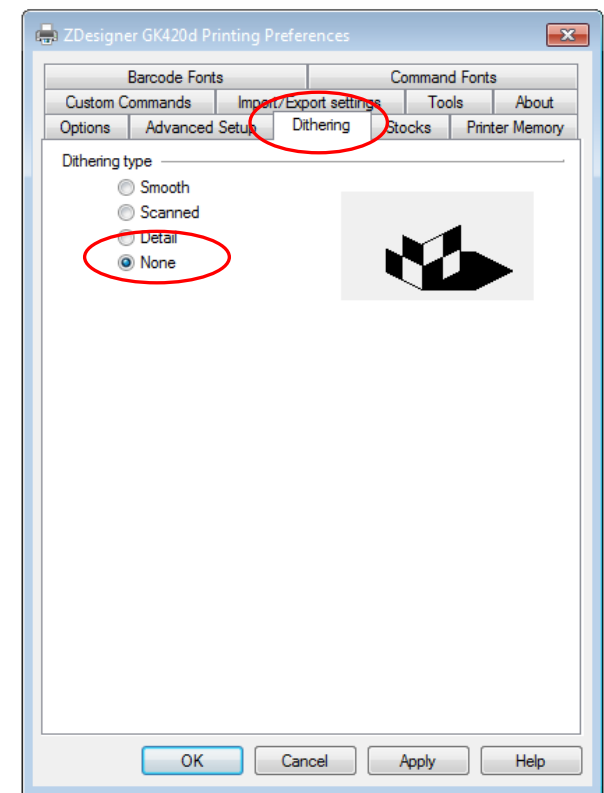 ZDesigner GK420d Printing Preferences
Barcode Fonts Command Fonts
Custom Commands Import/Export settings Tools About
Options Advanced Setup Dithering Stocks Printer Memory
Dithering type
Smooth
Scanned
Detail
None
OK Cancel Apply Help